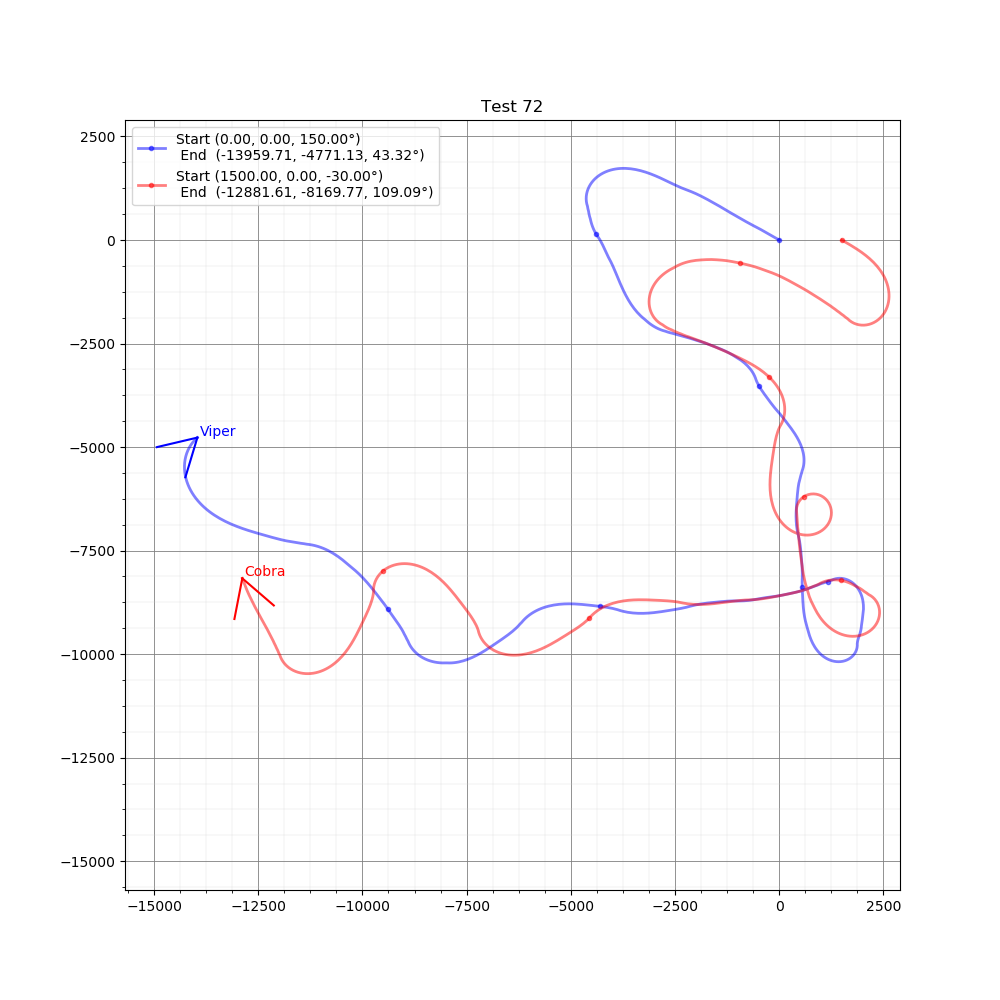 Test 72
Start (0.00, 0.00, 150.00°)
End  (-13959.71, -4771.13, 43.32°)
Start (1500.00, 0.00, -30.00°)
End  (-12881.61, -8169.77, 109.09°)
2500
0
−2500
−5000
−7500
−10000
−12500
−15000
Viper
Cobra
−15000 −12500 −10000 −7500 −5000 −2500 0 2500